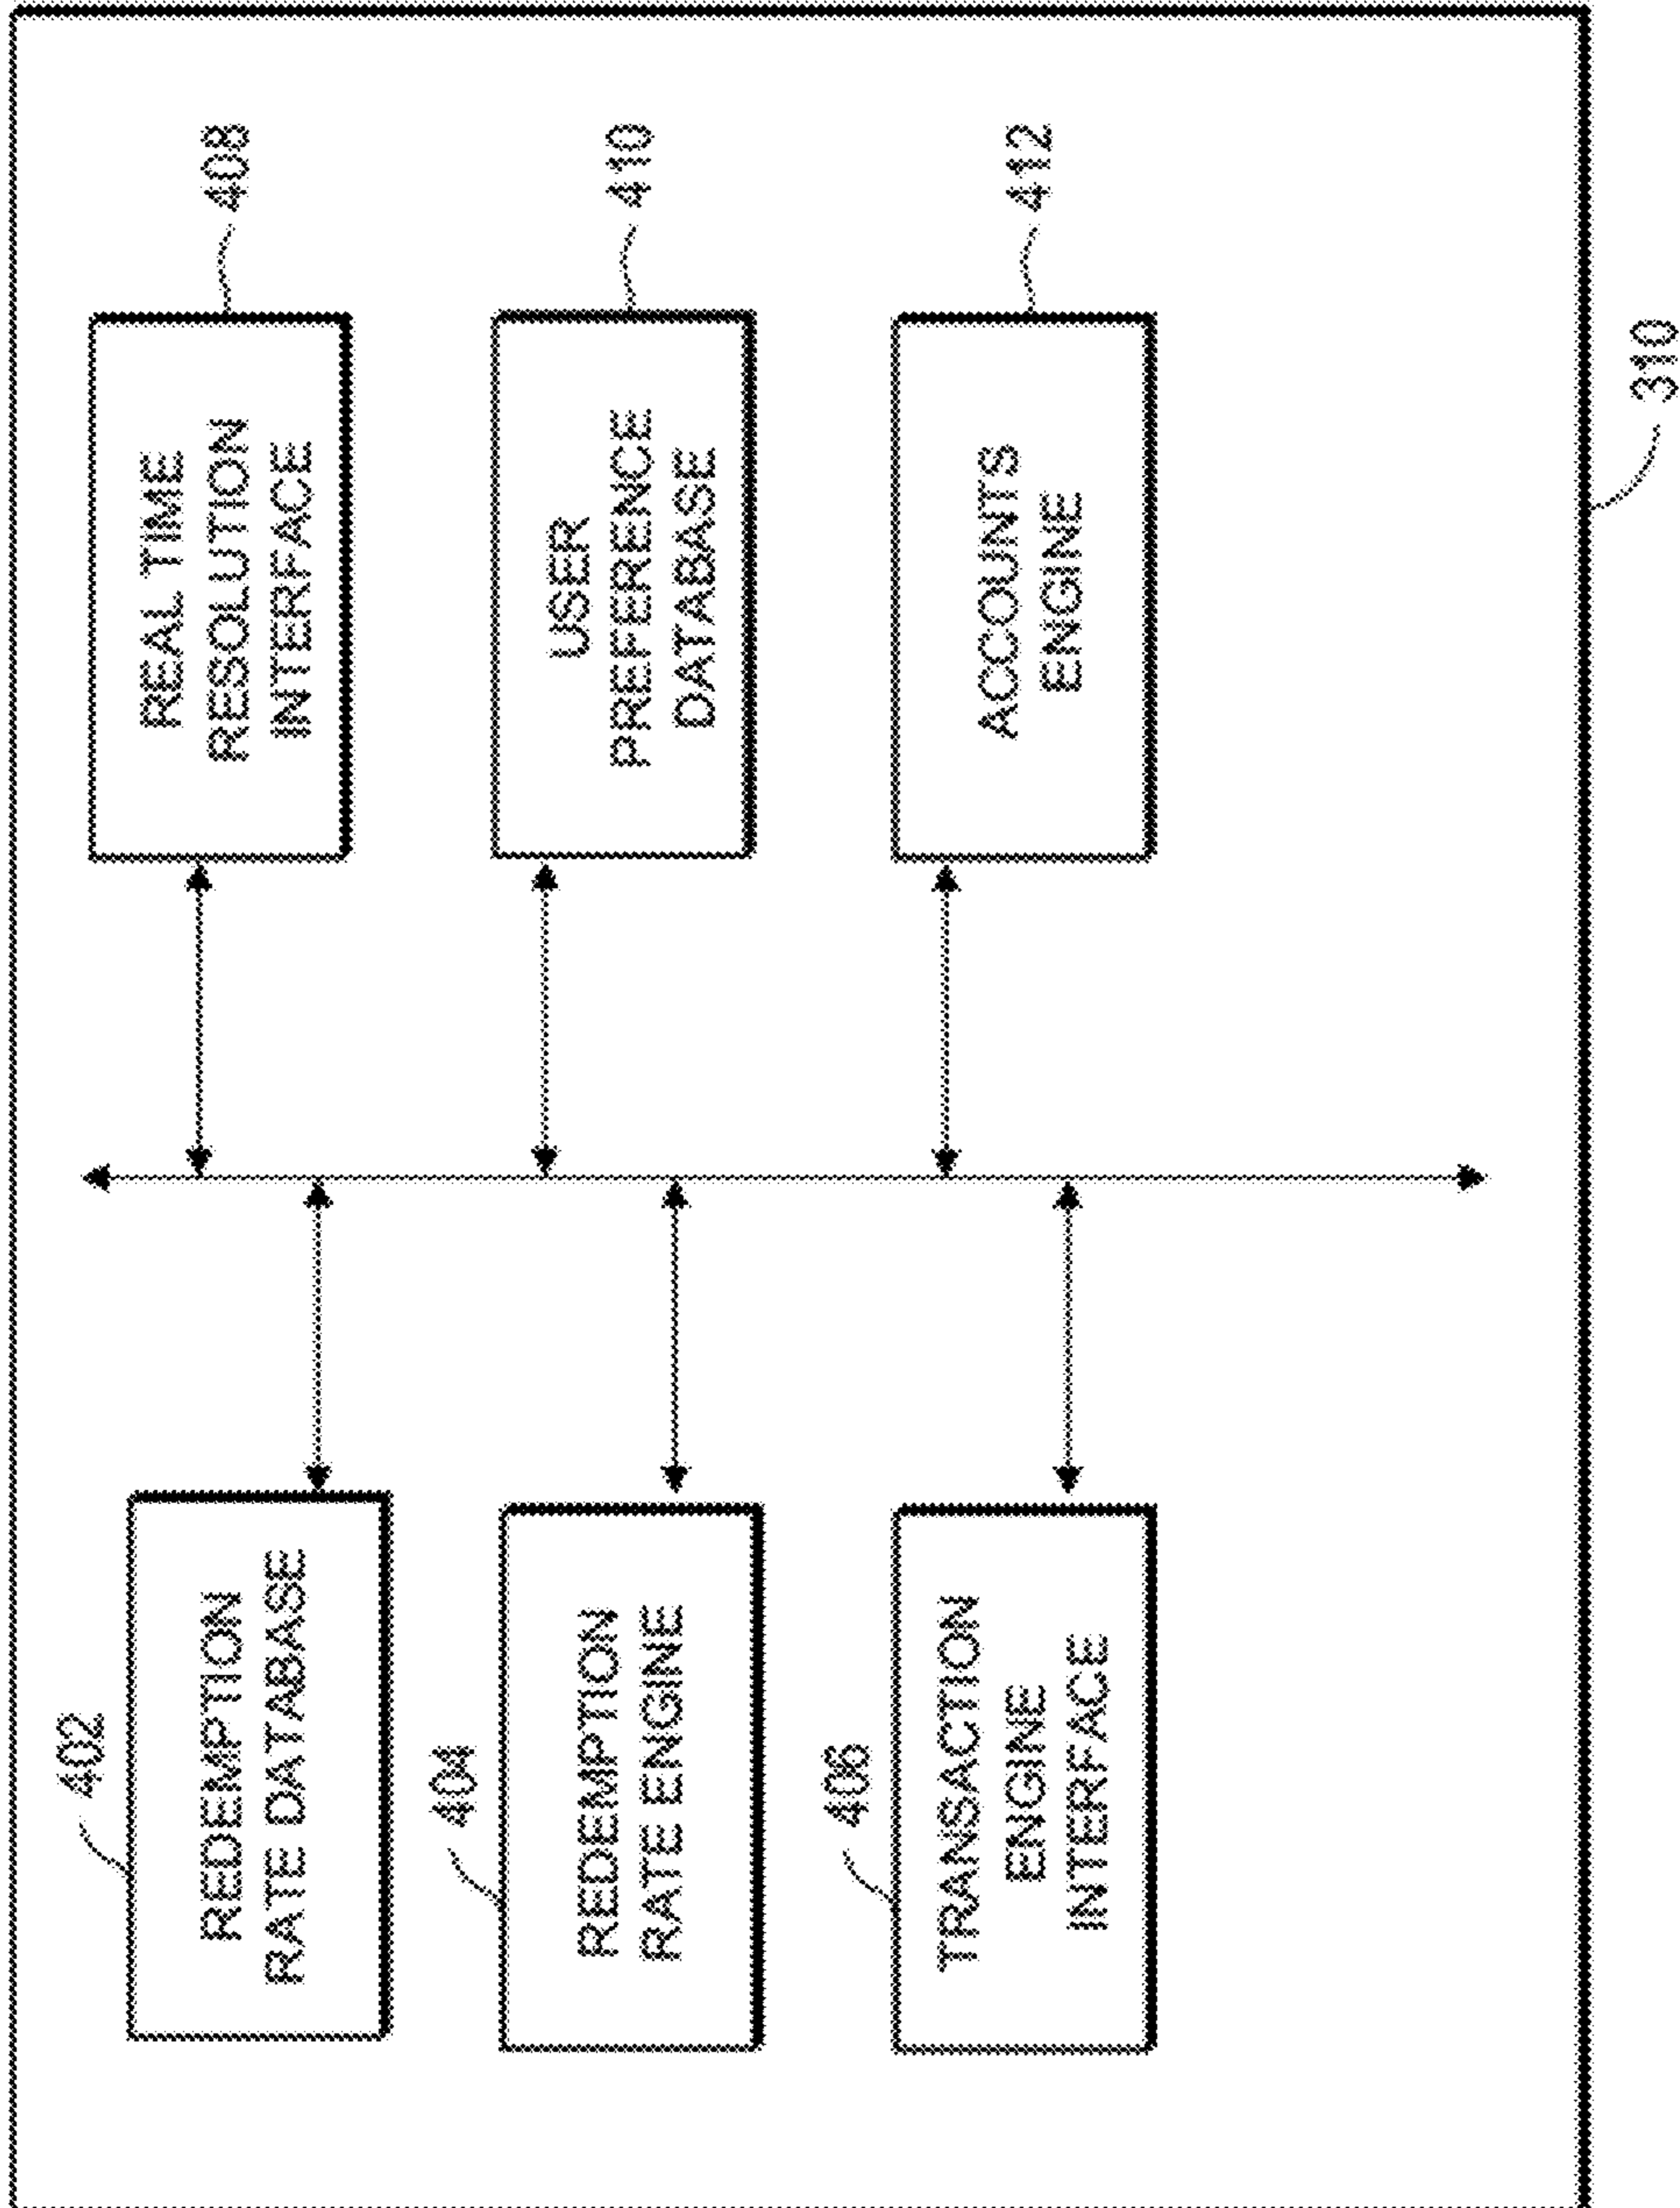 402
REDEMPTION
RATE DATABASE
404
REDEMPTION
RATE ENGINE
406
TRANSACTION
ENGINE
INTERFACE
REAL TIME
RESOLUTION
INTERFACE
408
USER
PREFERENCE
DATABASE
410
ACCOUNTS
ENGINE
412
310